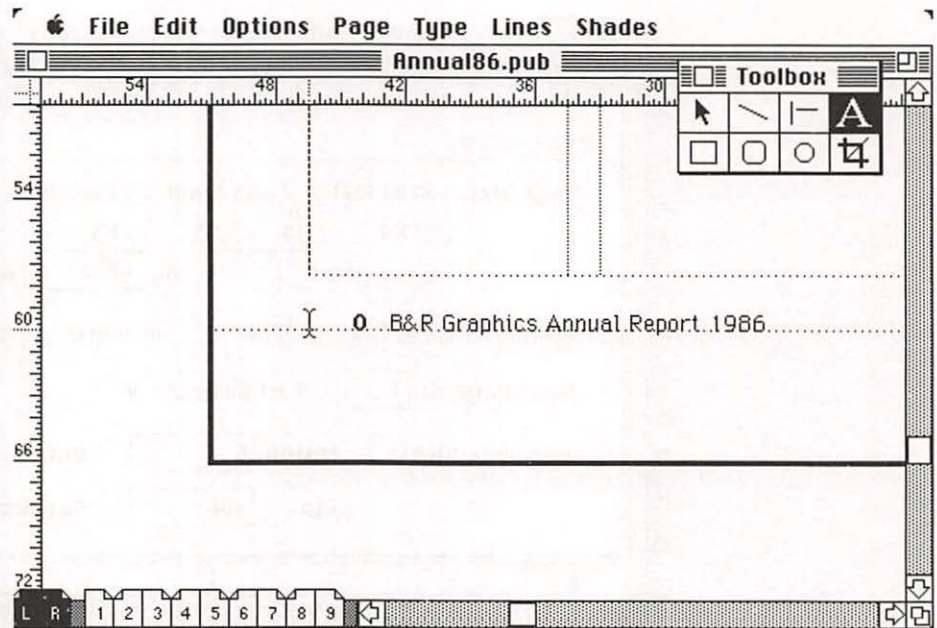 File Edit Options Page Type Lines Shades
Annual86.pub
Toolbox
54 48 42 36 30
A
54
60
0 B&R Graphics Annual Report 1986
66
72
L R 1 2 3 4 5 6 7 8 9